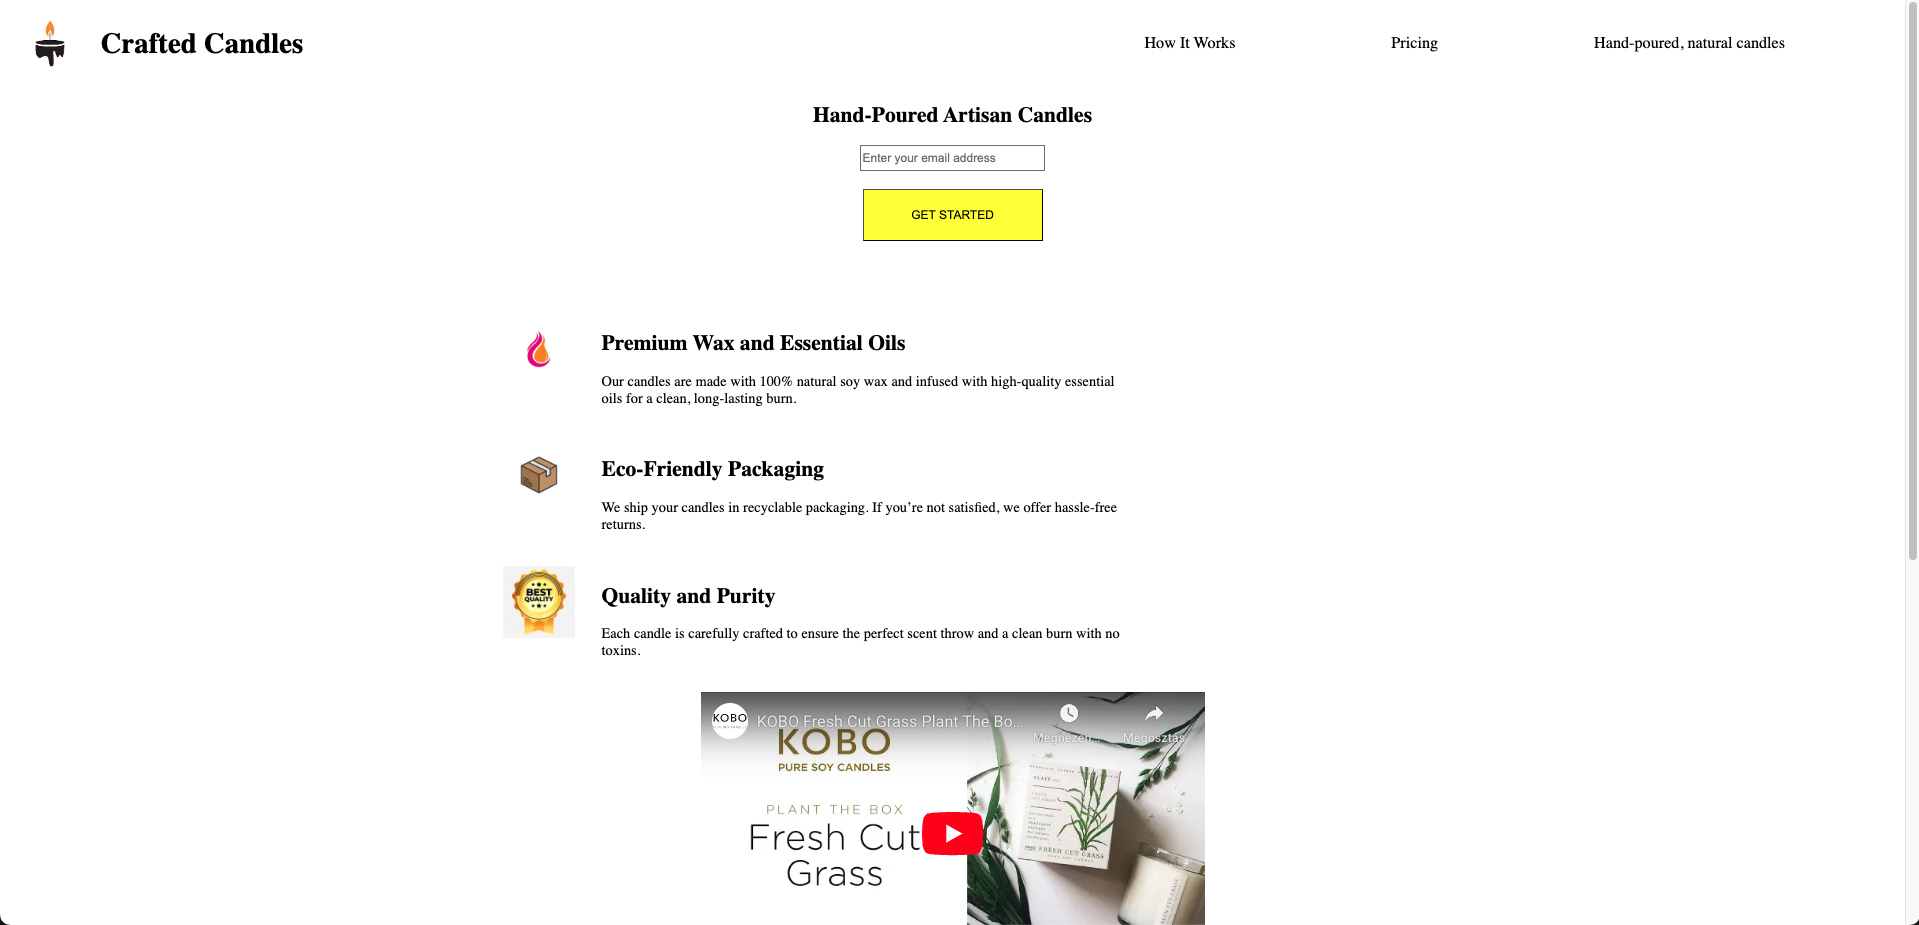 Crafted Candles
How It Works
Pricing
Hand-poured, natural candles
Hand-Poured Artisan Candles
Enter your email address
GET STARTED
Premium Wax and Essential Oils
Our candles are made with 100% natural soy wax and infused with high-quality essential
oils for a clean, long-lasting burn.
Eco-Friendly Packaging
We ship your candles in recyclable packaging. If you’re not satisfied, we offer hassle-free
returns.
BEST
QUALITY
Quality and Purity
Each candle is carefully crafted to ensure the perfect scent throw and a clean burn with no
toxins.
KOBO
KOBO Fresh Cut Grass Plant The Bo...
Megnézen...
Megosztás
KOBO
PURE SOY CANDLES
PLANT THE BOX
Fresh Cut
Grass
FRESH CUT GRASS